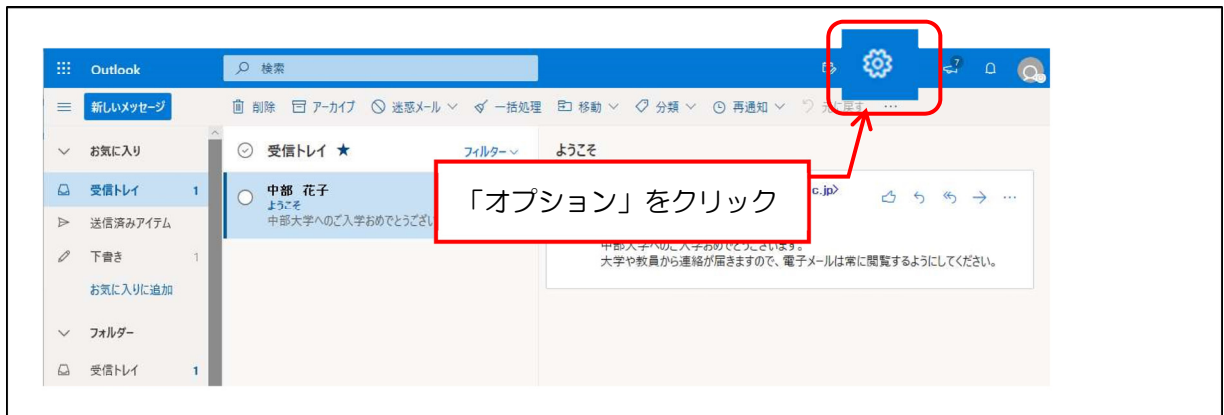 Outlook
検索
7
新しいメッセージ
削除 アーカイブ 迷惑メール 一括処理 移動 分類 再通知 元に戻す …
お気に入り
受信トレイ ★ フィルター
ようこそ
受信トレイ 1
中部 花子
ようこそ
中部大学へのご入学おめでとうござい
「オプション」をクリック
c.jp>
送信済みアイテム
中部大学へのご入学おめでとうございます。
大学や教員から連絡が届きますので、電子メールは常に閲覧するようにしてください。
下書き 1
お気に入りに追加
フォルダー
受信トレイ 1